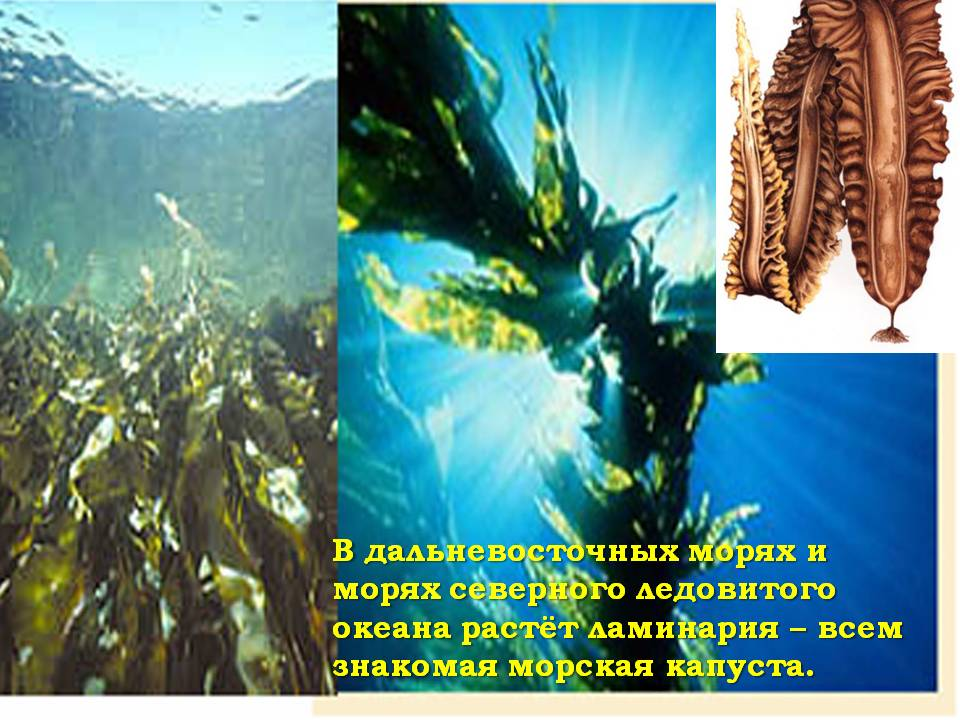 В дальневосточных морях и
морях северного ледовитого
океана растёт ламинария – всем
знакомая морская капуста.